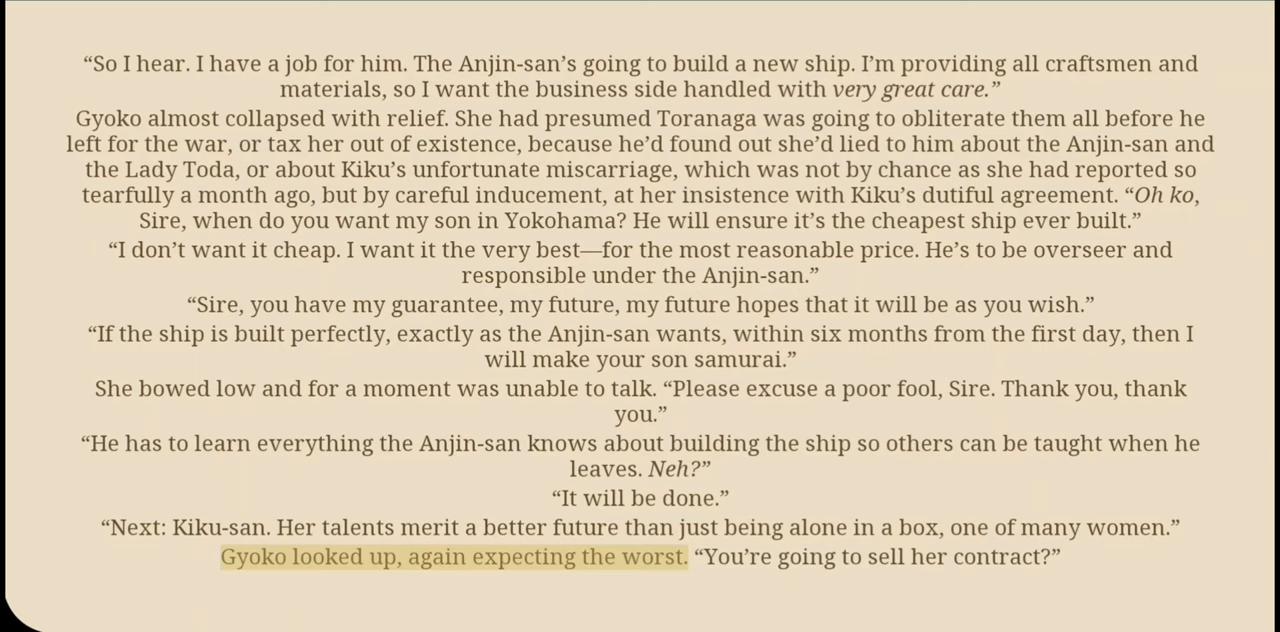 “So I hear. I have a job for him. The Anjin-san’s going to build a new ship. I’m providing all craftsmen and
materials, so I want the business side handled with very great care.”
Gyoko almost collapsed with relief. She had presumed Toranaga was going to obliterate them all before he
left for the war, or tax her out of existence, because he’d found out she’d lied to him about the Anjin-san and
the Lady Toda, or about Kiku’s unfortunate miscarriage, which was not by chance as she had reported so
tearfully a month ago, but by careful inducement, at her insistence with Kiku’s dutiful agreement. “Oh ko,
Sire, when do you want my son in Yokohama? He will ensure it’s the cheapest ship ever built.”
“I don’t want it cheap. I want it the very best—for the most reasonable price. He’s to be overseer and
responsible under the Anjin-san.”
“Sire, you have my guarantee, my future, my future hopes that it will be as you wish.”
“If the ship is built perfectly, exactly as the Anjin-san wants, within six months from the first day, then I
will make your son samurai.”
She bowed low and for a moment was unable to talk. “Please excuse a poor fool, Sire. Thank you, thank
you.”
“He has to learn everything the Anjin-san knows about building the ship so others can be taught when he
leaves. Neh?”
“It will be done.”
“Next: Kiku-san. Her talents merit a better future than just being alone in a box, one of many women.”
Gyoko looked up, again expecting the worst. “You’re going to sell her contract?”